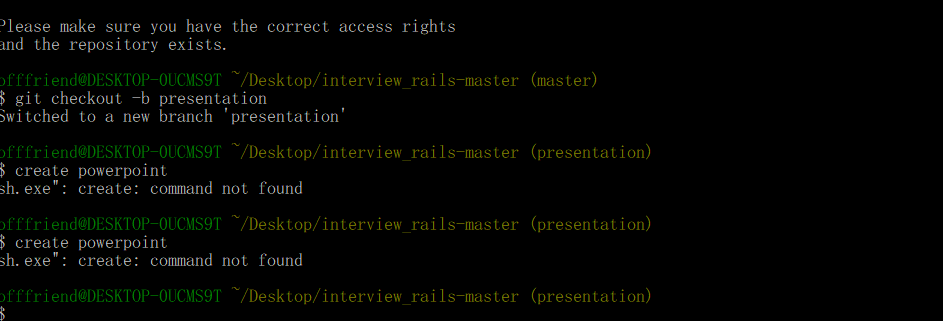 Please make sure you have the correct access rights
and the repository exists.
offfriend@DESKTOP-0UCMS9T ~/Desktop/interview_rails-master (master)
$ git checkout -b presentation
Switched to a new branch 'presentation'
offfriend@DESKTOP-0UCMS9T ~/Desktop/interview_rails-master (presentation)
$ create powerpoint
sh.exe": create: command not found
offfriend@DESKTOP-0UCMS9T ~/Desktop/interview_rails-master (presentation)
$ create powerpoint
sh.exe": create: command not found
offfriend@DESKTOP-0UCMS9T ~/Desktop/interview_rails-master (presentation)
$